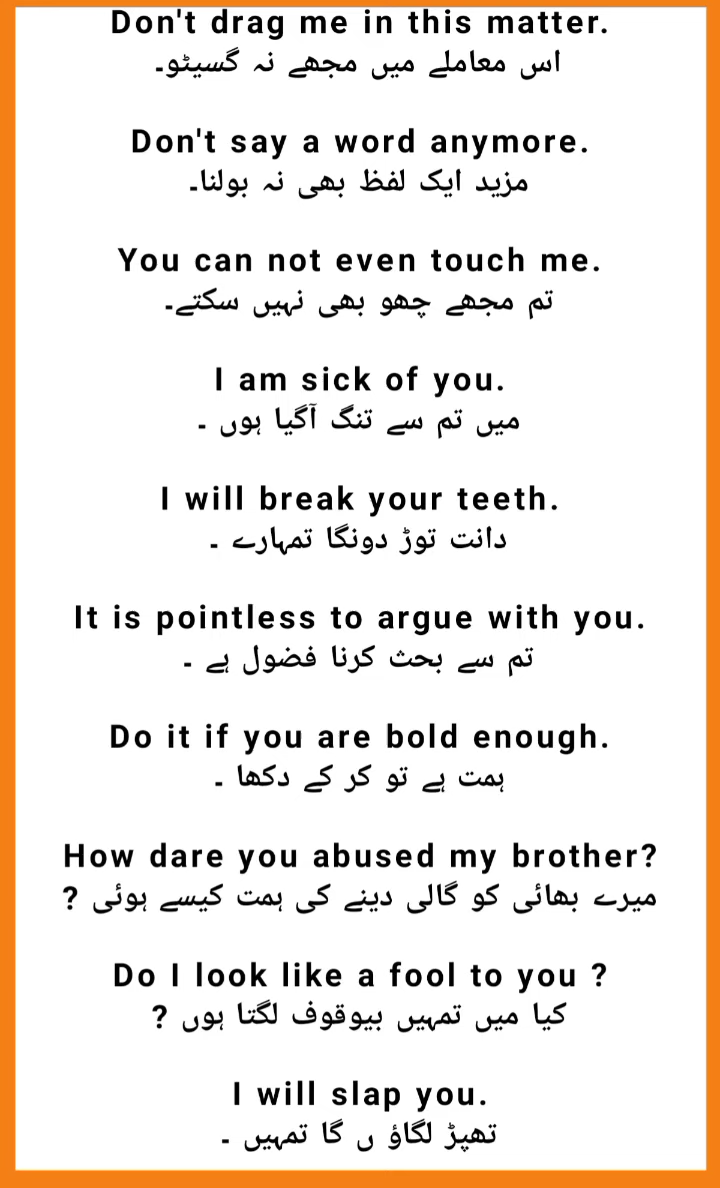 Don't drag me in this matter.
اس معاملے میں مجھے نہ گسیٹو۔
Don't say a word anymore.
مزید ایک لفظ بھی نہ بولنا۔
You can not even touch me.
تم مجھے چھو بھی نہیں سکتے۔
I am sick of you.
میں تم سے تنگ آگیا ہوں ۔
I will break your teeth.
دانت توڑ دونگا تمہارے ۔
It is pointless to argue with you.
تم سے بحث کرنا فضول ہے ۔
Do it if you are bold enough.
ہمت ہے تو کر کے دکھا ۔
How dare you abused my brother?
میرے بھائی کو گالی دینے کی ہمت کیسے ہوئی ?
Do I look like a fool to you ?
کیا میں تمہیں بیوقوف لگتا ہوں ?
I will slap you.
تھپڑ لگاؤ ں گا تمہیں ۔